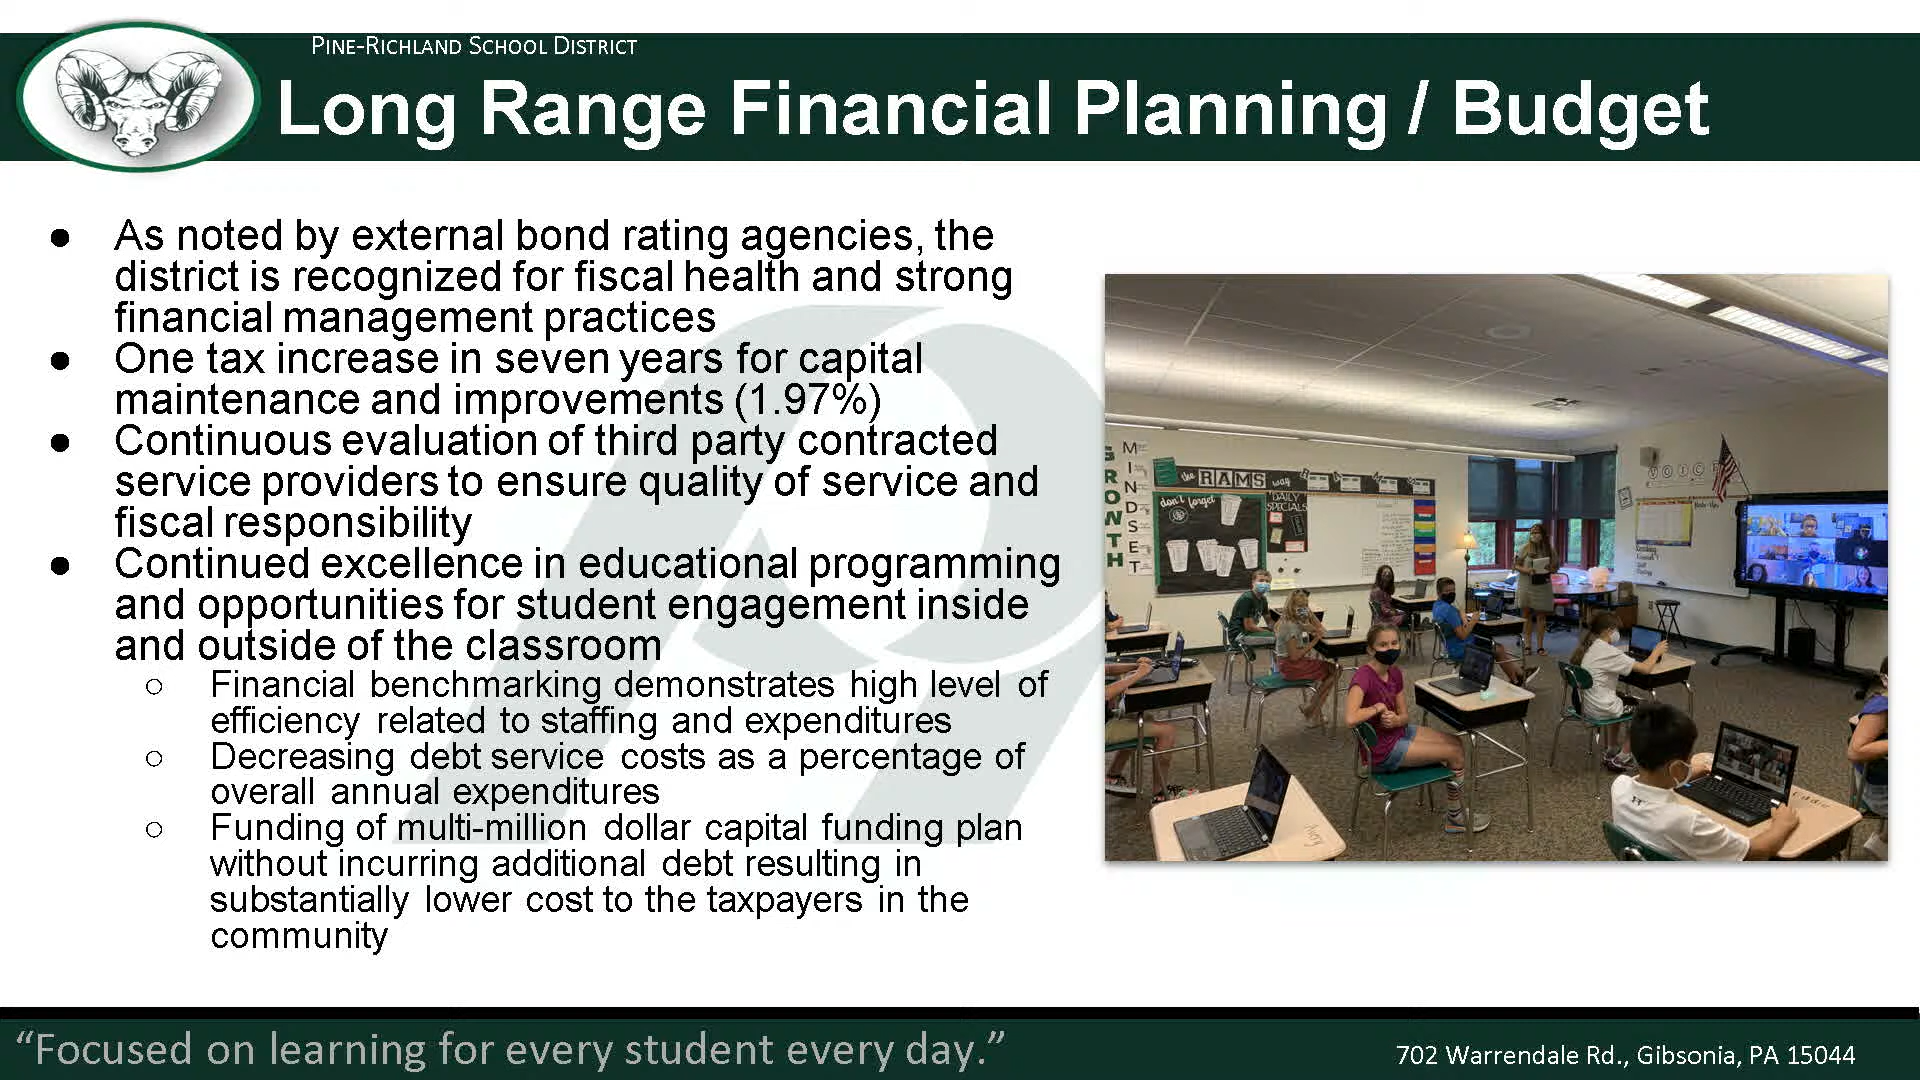 PINE-RICHLAND SCHOOL DISTRICT
Long Range Financial Planning / Budget
● As noted by external bond rating agencies, the
district is recognized for fiscal health and strong
financial management practices
● One tax increase in seven years for capital
maintenance and improvements (1.97%)
● Continuous evaluation of third party contracted
service providers to ensure quality of service and
fiscal responsibility
● Continued excellence in educational programming
and opportunities for student engagement inside
and outside of the classroom
○ Financial benchmarking demonstrates high level of
efficiency related to staffing and expenditures
○ Decreasing debt service costs as a percentage of
overall annual expenditures
○ Funding of multi-million dollar capital funding plan
without incurring additional debt resulting in
substantially lower cost to the taxpayers in the
community
GROWTH
MINDSET
the RAMS way
don't forget
DAILY
SPECIALS
VOICE
“Focused on learning for every student every day.”
702 Warrendale Rd., Gibsonia, PA 15044